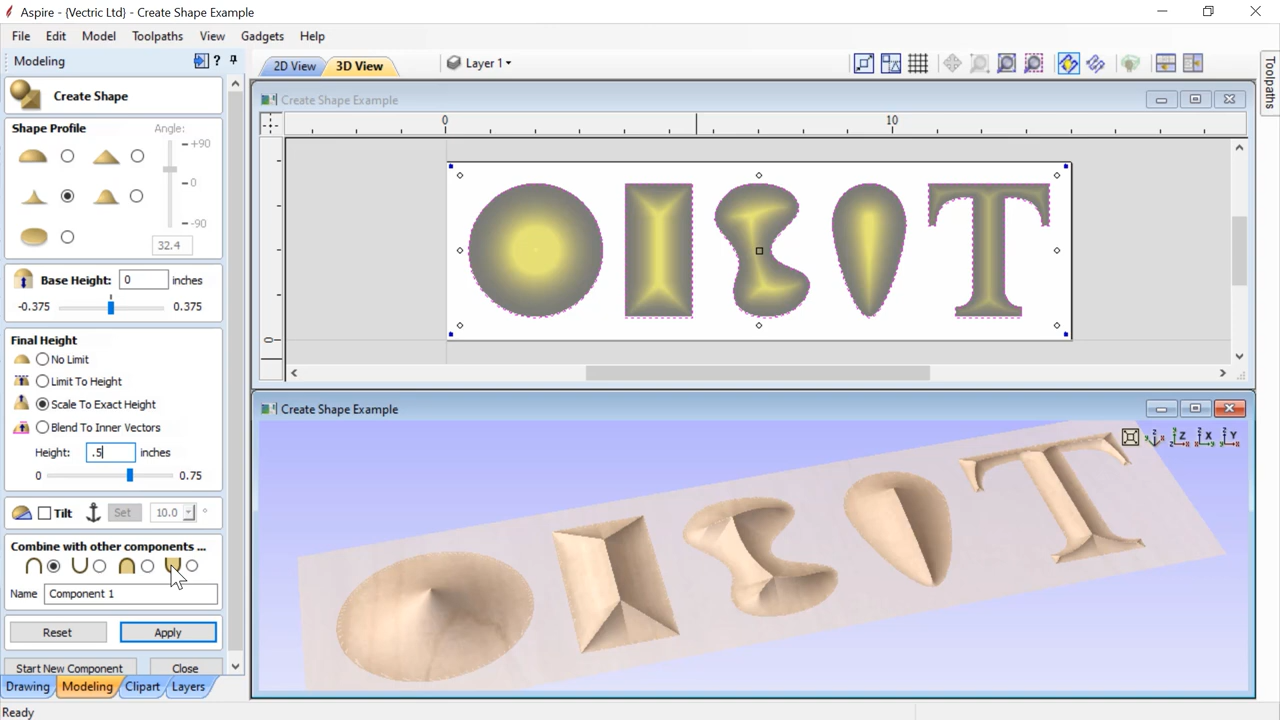 Aspire - {Vectric Ltd} - Create Shape Example
File Edit Model Toolpaths View Gadgets Help
Modeling ?
2D View 3D View Layer 1
Toolpaths
Create Shape
Shape Profile Angle:
+90
0
-90
32.4
Base Height: 0 inches
-0.375 0.375
Final Height
No Limit
Limit To Height
Scale To Exact Height
Blend To Inner Vectors
Height: .5 inches
0 0.75
Tilt Set 10.0 °
Combine with other components ...
Name Component 1
Reset Apply
Start New Component Close
Drawing Modeling Clipart Layers
Ready
Create Shape Example
0 10
0
T
Create Shape Example
Z X Y
T